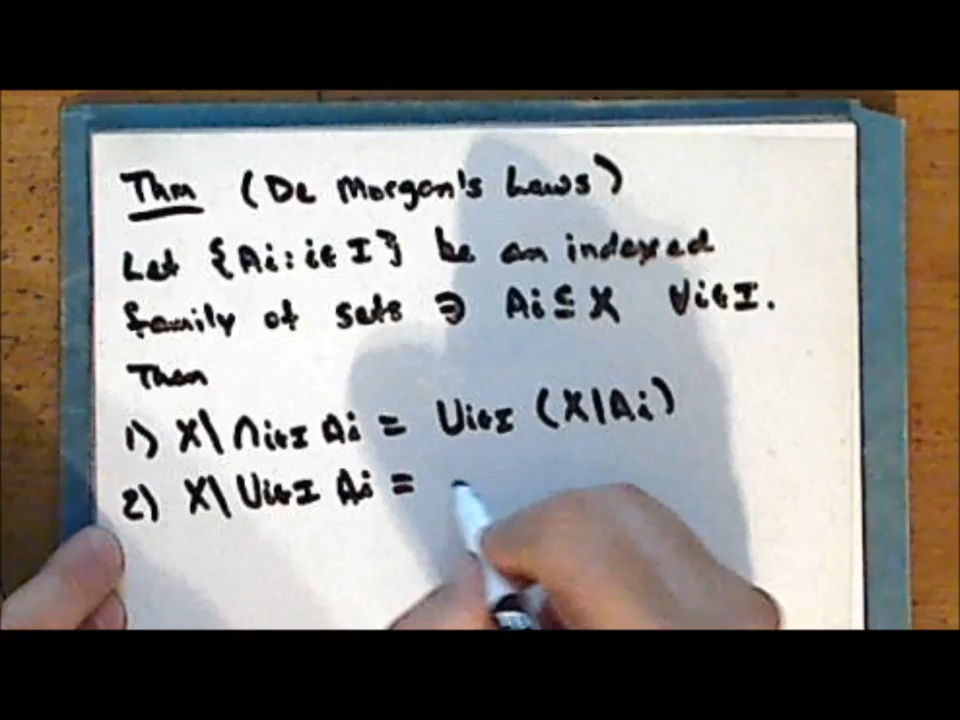 Thm (De Morgan's Laws)
Let {Ai : i∈I} be an indexed
family of sets ∋ Ai ⊆ X ∀i∈I.
Then
1) X\∩i∈I Ai = ∪i∈I (X\Ai)
2) X\∪i∈I Ai =